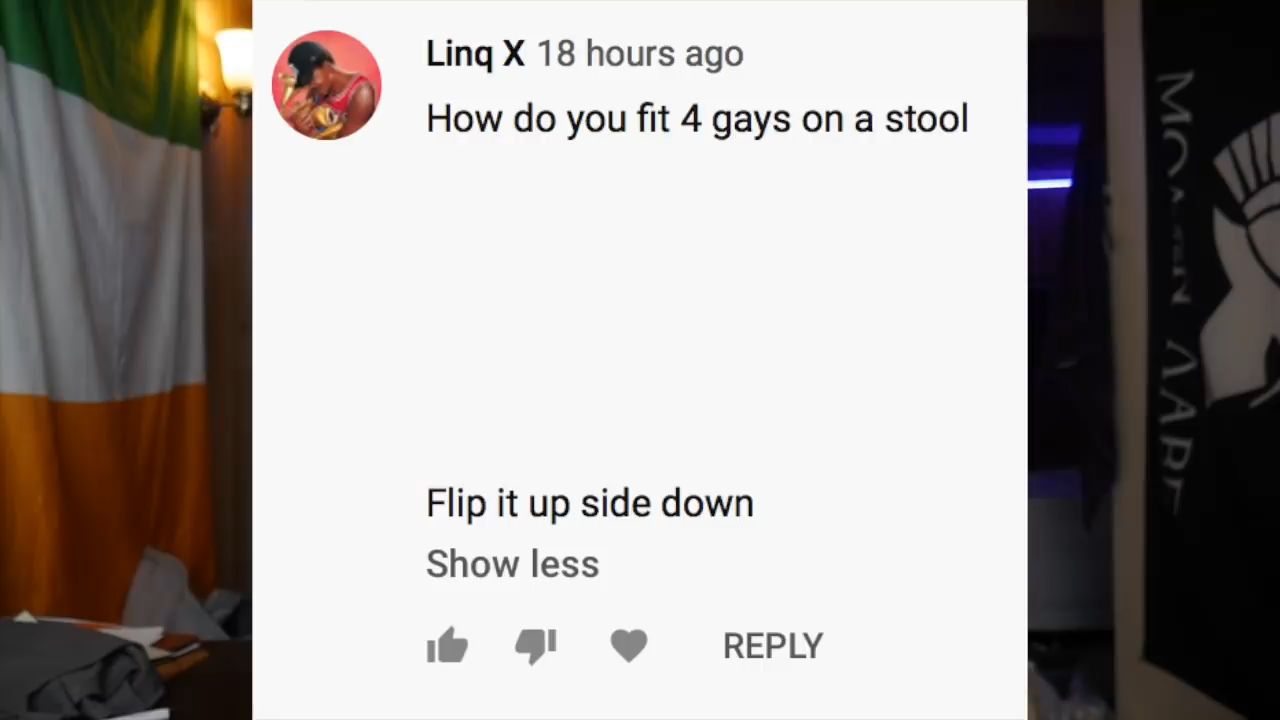 Linq X 18 hours ago
How do you fit 4 gays on a stool
Flip it up side down
Show less
REPLY